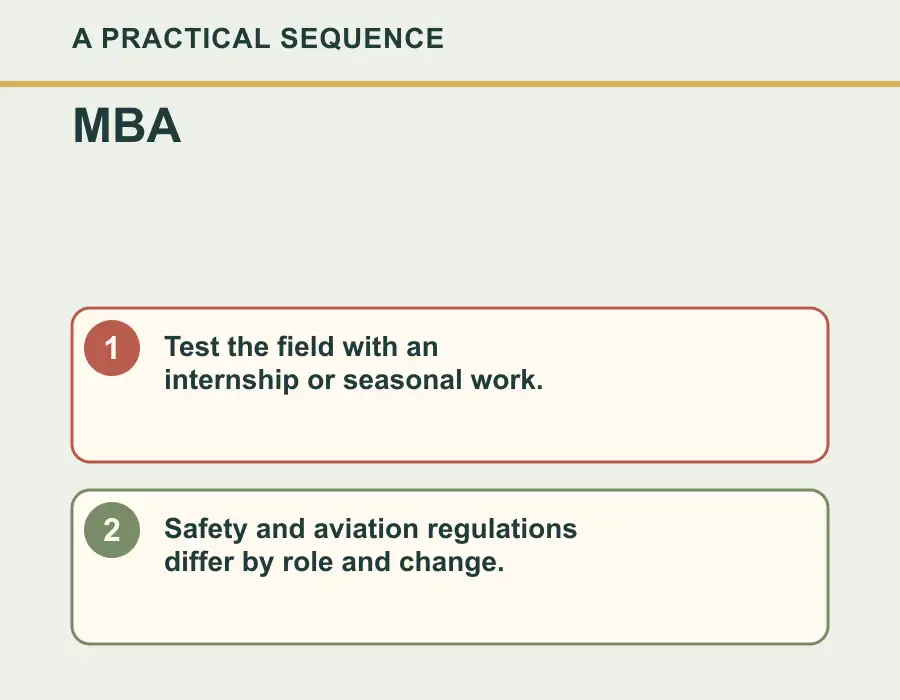 A PRACTICAL SEQUENCE
MBA
1
Test the field with an
internship or seasonal work.
2
Safety and aviation regulations
differ by role and change.